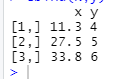 x y
[1,] 11.3 4
[2,] 27.5 5
[3,] 33.8 6
>